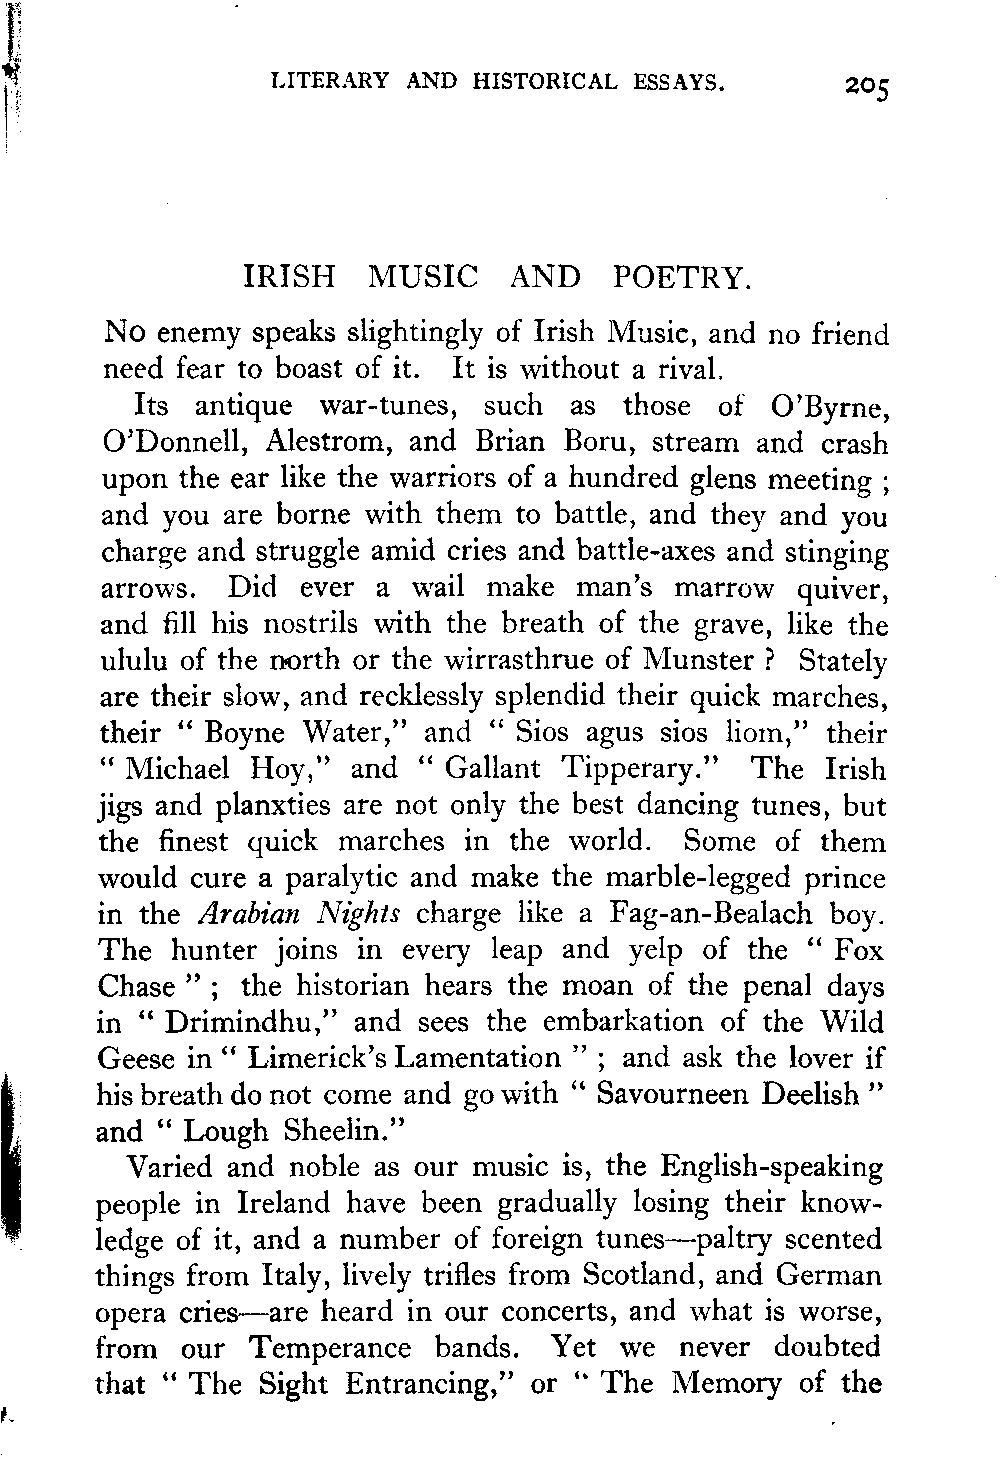 LITERARY AND HISTORICAL ESSAYS. 205
IRISH MUSIC AND POETRY.
No enemy speaks slightingly of Irish Music, and no friend
need fear to boast of it. It is without a rival.
Its antique war-tunes, such as those of O'Byrne,
O'Donnell, Alestrom, and Brian Boru, stream and crash
upon the ear like the warriors of a hundred glens meeting ;
and you are borne with them to battle, and they and you
charge and struggle amid cries and battle-axes and stinging
arrows. Did ever a wail make man's marrow quiver,
and fill his nostrils with the breath of the grave, like the
ululu of the north or the wirrasthrue of Munster ? Stately
are their slow, and recklessly splendid their quick marches,
their " Boyne Water," and " Sios agus sios liom," their
" Michael Hoy," and " Gallant Tipperary." The Irish
jigs and planxties are not only the best dancing tunes, but
the finest quick marches in the world. Some of them
would cure a paralytic and make the marble-legged prince
in the Arabian Nights charge like a Fag-an-Bealach boy.
The hunter joins in every leap and yelp of the " Fox
Chase " ; the historian hears the moan of the penal days
in " Drimindhu," and sees the embarkation of the Wild
Geese in " Limerick's Lamentation " ; and ask the lover if
his breath do not come and go with " Savourneen Deelish "
and " Lough Sheelin."
Varied and noble as our music is, the English-speaking
people in Ireland have been gradually losing their know-
ledge of it, and a number of foreign tunes—paltry scented
things from Italy, lively trifles from Scotland, and German
opera cries—are heard in our concerts, and what is worse,
from our Temperance bands. Yet we never doubted
that " The Sight Entrancing," or " The Memory of the